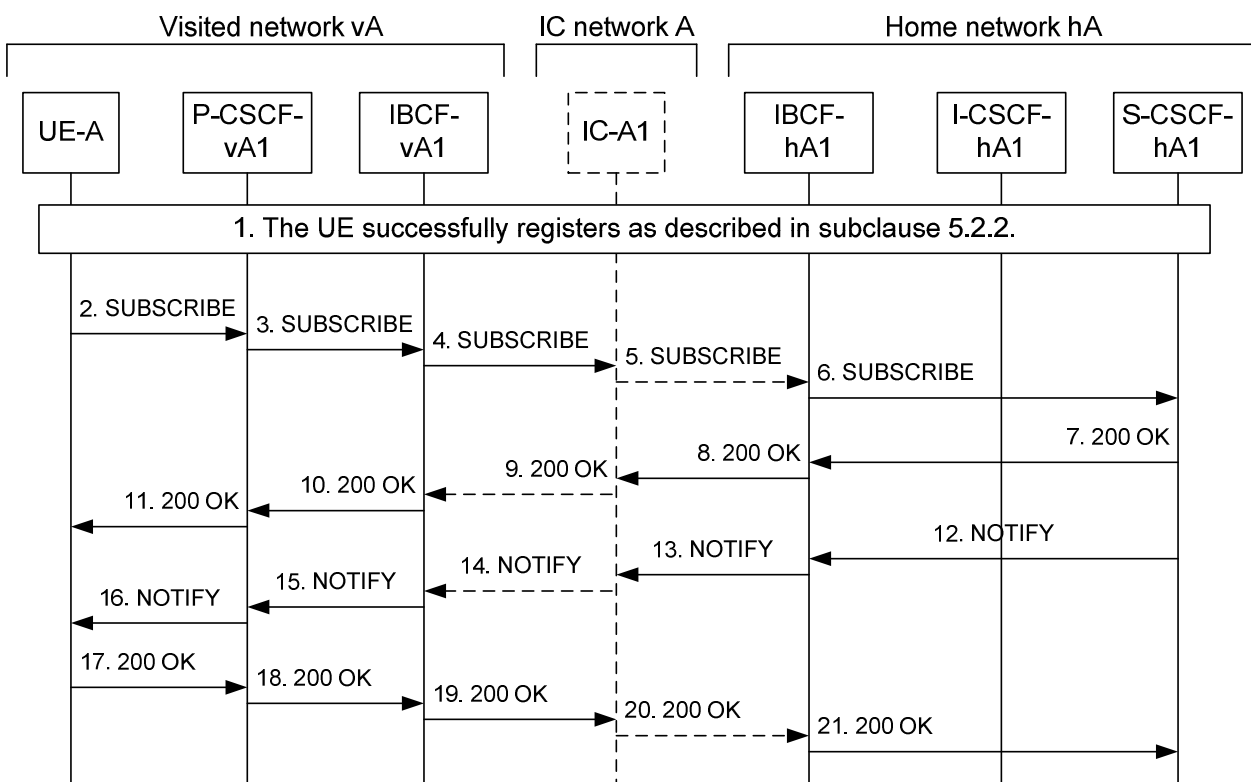 Visited network vA
IC network A
Home network hA
UE-A
P-CSCF-
vA1
IBCF-
vA1
IC-A1
IBCF-
hA1
I-CSCF-
hA1
S-CSCF-
hA1
1. The UE successfully registers as described in subclause 5.2.2.
2. SUBSCRIBE
3. SUBSCRIBE
4. SUBSCRIBE
5. SUBSCRIBE
6. SUBSCRIBE
7. 200 OK
8. 200 OK
9. 200 OK
10. 200 OK
11. 200 OK
12. NOTIFY
13. NOTIFY
14. NOTIFY
15. NOTIFY
16. NOTIFY
17. 200 OK
18. 200 OK
19. 200 OK
20. 200 OK
21. 200 OK